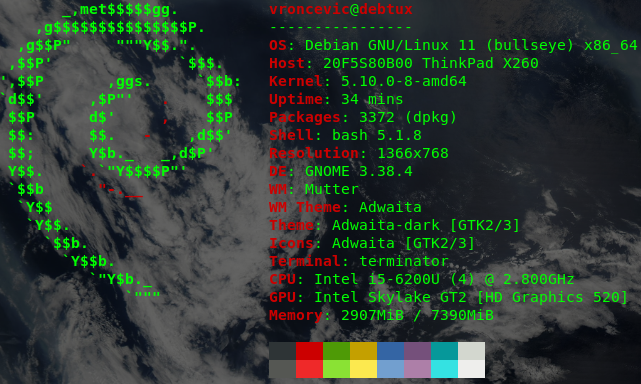 vroncevic@debtux
---------------
OS: Debian GNU/Linux 11 (bullseye) x86_64
Host: 20F5S80B00 ThinkPad X260
Kernel: 5.10.0-8-amd64
Uptime: 34 mins
Packages: 3372 (dpkg)
Shell: bash 5.1.8
Resolution: 1366x768
DE: GNOME 3.38.4
WM: Mutter
WM Theme: Adwaita
Theme: Adwaita-dark [GTK2/3]
Icons: Adwaita [GTK2/3]
Terminal: terminator
CPU: Intel i5-6200U (4) @ 2.800GHz
GPU: Intel Skylake GT2 [HD Graphics 520]
Memory: 2907MiB / 7390MiB